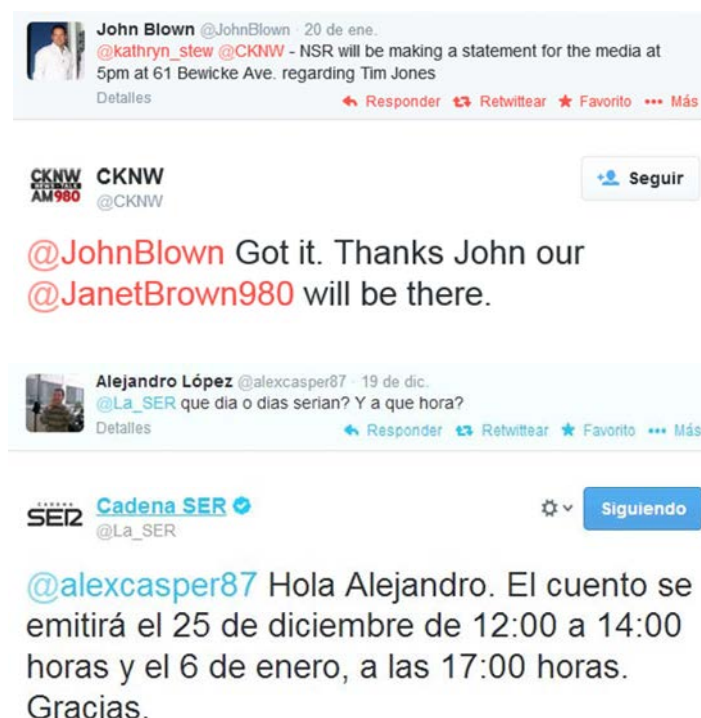 John Blown @JohnBlown · 20 de ene.
@kathryn_stew @CKNW - NSR will be making a statement for the media at
5pm at 61 Bewicke Ave. regarding Tim Jones
Detalles Responder Retwittear Favorito Más
CKNW
NEWS · TALK
AM980
CKNW
@CKNW
Seguir
@JohnBlown Got it. Thanks John our
@JanetBrown980 will be there.
Alejandro López @alexcasper87 · 19 de dic.
@La_SER que dia o dias serian? Y a que hora?
Detalles Responder Retwittear Favorito Más
CADENA
SER
Cadena SER
@La_SER
Siguiendo
@alexcasper87 Hola Alejandro. El cuento se
emitirá el 25 de diciembre de 12:00 a 14:00
horas y el 6 de enero, a las 17:00 horas.
Gracias.